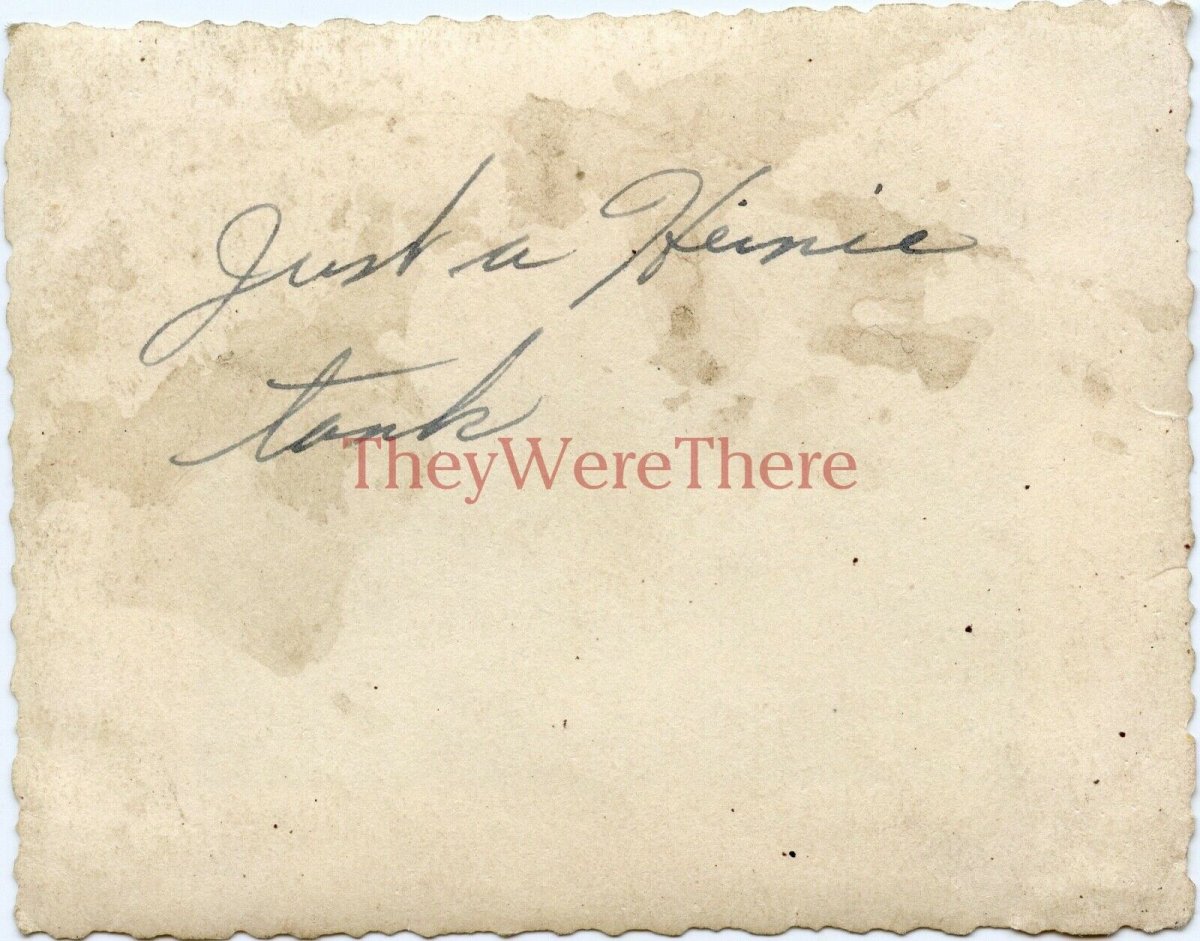 Just a Heinie
tank
TheyWereThere